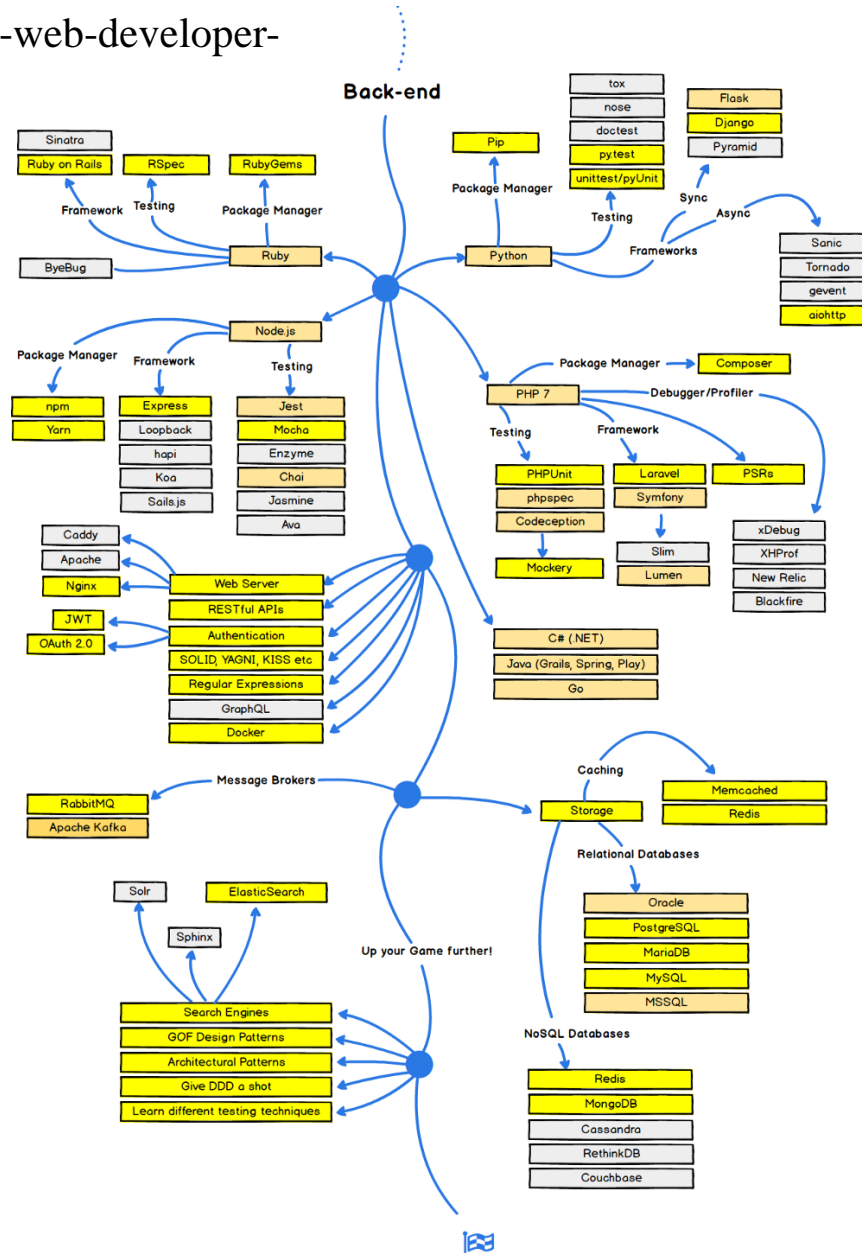 -web-developer-
Back-end
Sinatra
Ruby on Rails
RSpec
RubyGems
Framework
Testing
Package Manager
ByeBug
Ruby
Pip
Package Manager
tox
nose
doctest
py.test
unittest/pyUnit
Testing
Flask
Django
Pyramid
Sync
Async
Frameworks
Python
Sanic
Tornado
gevent
aiohttp
Node.js
Package Manager
Framework
Testing
npm
Yarn
Express
Loopback
hapi
Koa
Sails.js
Jest
Mocha
Enzyme
Chai
Jasmine
Ava
PHP 7
Package Manager
Composer
Debugger/Profiler
Testing
Framework
PHPUnit
phpspec
Codeception
Mockery
Laravel
Symfony
Slim
Lumen
PSRs
xDebug
XHProf
New Relic
Blackfire
Caddy
Apache
Nginx
JWT
OAuth 2.0
Web Server
RESTful APIs
Authentication
SOLID, YAGNI, KISS etc
Regular Expressions
GraphQL
Docker
C# (.NET)
Java (Grails, Spring, Play)
Go
Message Brokers
RabbitMQ
Apache Kafka
Caching
Storage
Memcached
Redis
Relational Databases
Oracle
PostgreSQL
MariaDB
MySQL
MSSQL
NoSQL Databases
Redis
MongoDB
Cassandra
RethinkDB
Couchbase
Up your Game further!
Solr
Sphinx
ElasticSearch
Search Engines
GOF Design Patterns
Architectural Patterns
Give DDD a shot
Learn different testing techniques